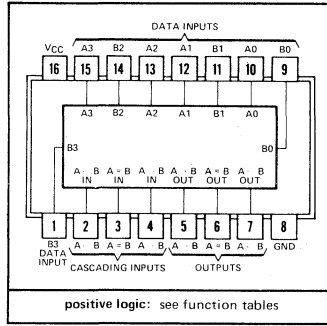 DATA INPUTS
VCC A3 B2 A2 A1 B1 A0 B0
16 15 14 13 12 11 10 9
A3 B2 A2 A1 B1 A0
B3 B0
A B A = B A B A B A = B A B
IN IN IN OUT OUT OUT
1 2 3 4 5 6 7 8
B3 A B A = B A B A B A = B A B GND
DATA
INPUT
CASCADING INPUTS OUTPUTS
positive logic: see function tables